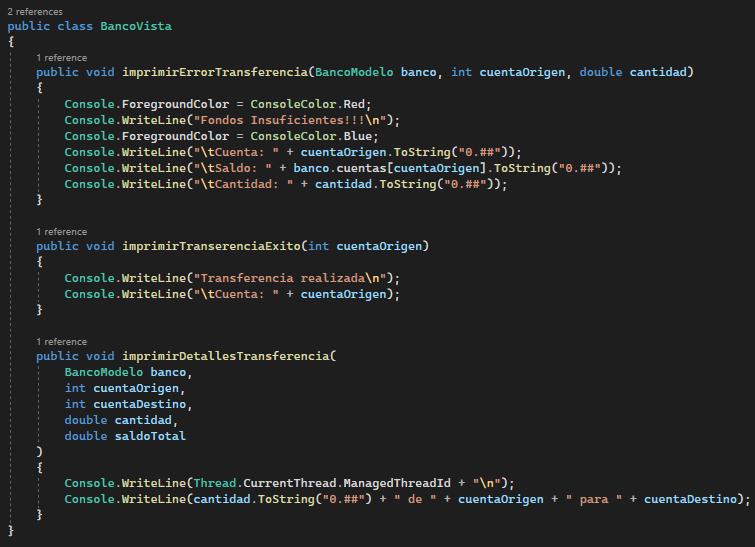 2 references
public class BancoVista
{
1 reference
public void imprimirErrorTransferencia(BancoModelo banco, int cuentaOrigen, double cantidad)
{
Console.ForegroundColor = ConsoleColor.Red;
Console.WriteLine("Fondos Insuficientes!!!\n");
Console.ForegroundColor = ConsoleColor.Blue;
Console.WriteLine("\tCuenta: " + cuentaOrigen.ToString("0.##"));
Console.WriteLine("\tSaldo: " + banco.cuentas[cuentaOrigen].ToString("0.##"));
Console.WriteLine("\tCantidad: " + cantidad.ToString("0.##"));
}
1 reference
public void imprimirTranserenciaExito(int cuentaOrigen)
{
Console.WriteLine("Transferencia realizada\n");
Console.WriteLine("\tCuenta: " + cuentaOrigen);
}
1 reference
public void imprimirDetallesTransferencia(
BancoModelo banco,
int cuentaOrigen,
int cuentaDestino,
double cantidad,
double saldoTotal
)
{
Console.WriteLine(Thread.CurrentThread.ManagedThreadId + "\n");
Console.WriteLine(cantidad.ToString("0.##") + " de " + cuentaOrigen + " para " + cuentaDestino);
}
}